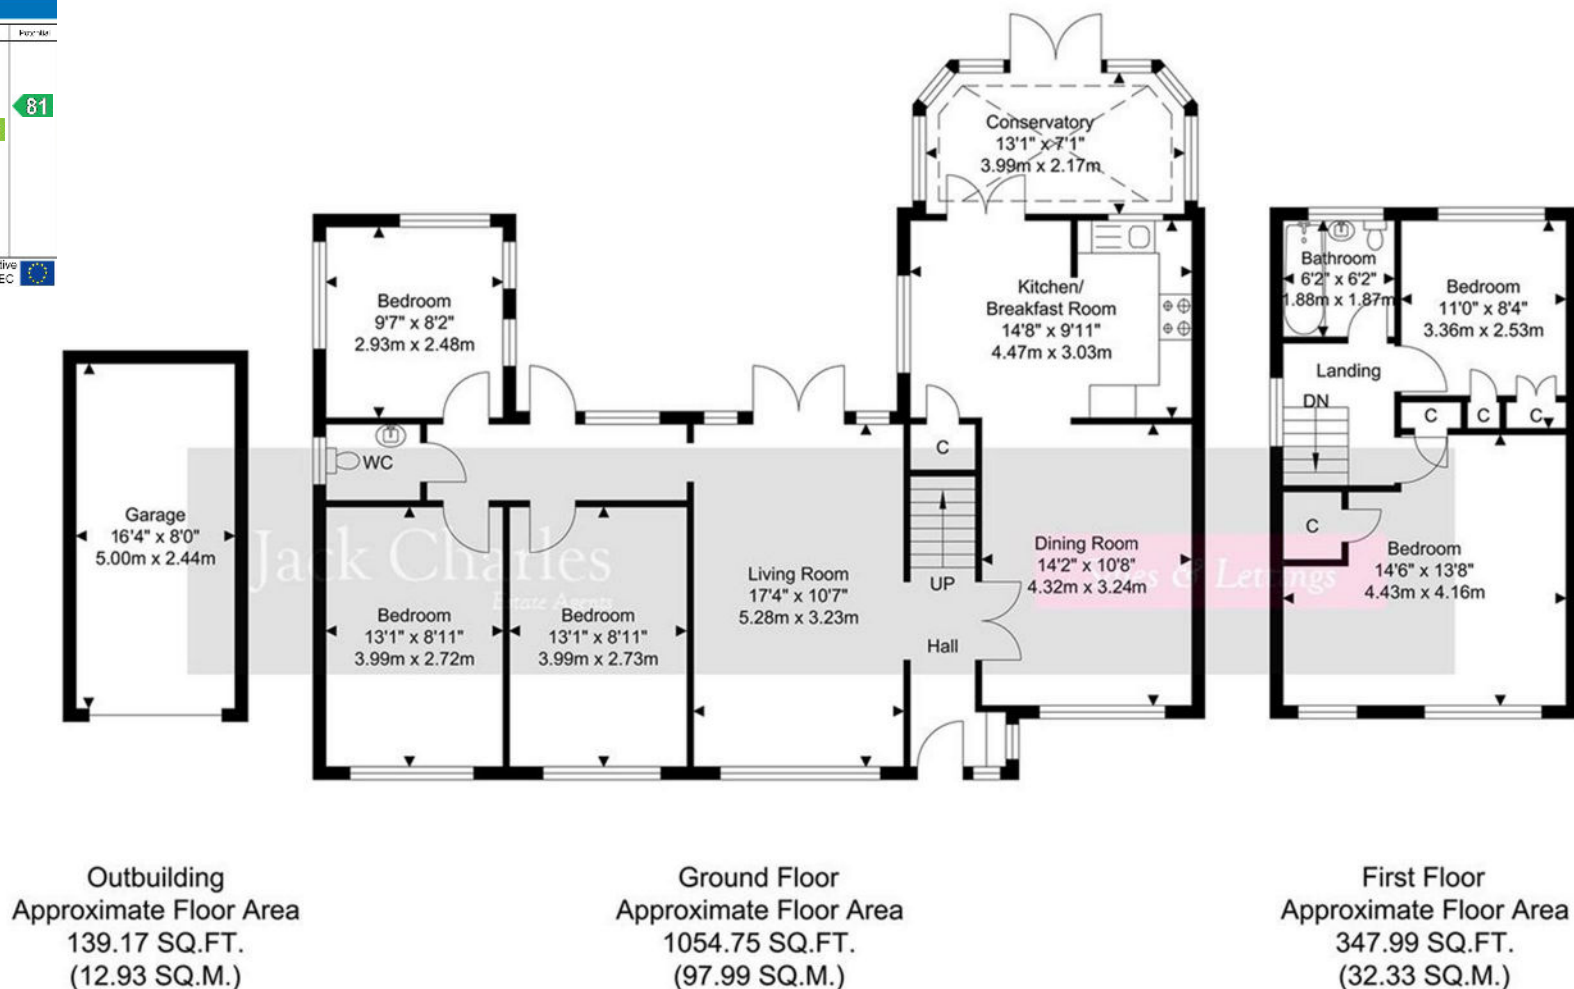 Potential
81
EC
Conservatory
13'1" x 7'1"
3.99m x 2.17m
Bedroom
9'7" x 8'2"
2.93m x 2.48m
Kitchen/
Breakfast Room
14'8" x 9'11"
4.47m x 3.03m
Bathroom
6'2" x 6'2"
1.88m x 1.87m
Bedroom
11'0" x 8'4"
3.36m x 2.53m
Landing
DN
C
C
C
WC
C
Garage
16'4" x 8'0"
5.00m x 2.44m
Jack Charles
Estate Agents
Living Room
17'4" x 10'7"
5.28m x 3.23m
UP
Hall
Dining Room
14'2" x 10'8"
4.32m x 3.24m
& Lettings
C
Bedroom
14'6" x 13'8"
4.43m x 4.16m
Bedroom
13'1" x 8'11"
3.99m x 2.72m
Bedroom
13'1" x 8'11"
3.99m x 2.73m
Outbuilding
Approximate Floor Area
139.17 SQ.FT.
(12.93 SQ.M.)
Ground Floor
Approximate Floor Area
1054.75 SQ.FT.
(97.99 SQ.M.)
First Floor
Approximate Floor Area
347.99 SQ.FT.
(32.33 SQ.M.)